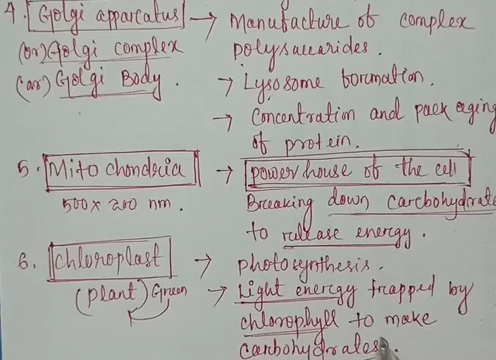 4. Golgi apparatus → Manufacture of complex
(or) Golgi complex polysaccarides.
(or) Golgi Body → Lysosome formation.
→ Concentration and packaging
of protein.
5. Mitochondria → power house of the cell
500 x 200 nm. Breaking down carbohydrate
to release energy.
6. chloroplast → photosynthesis.
(plant) Green → Light energy trapped by
chlorophyll to make
carbohydrates.